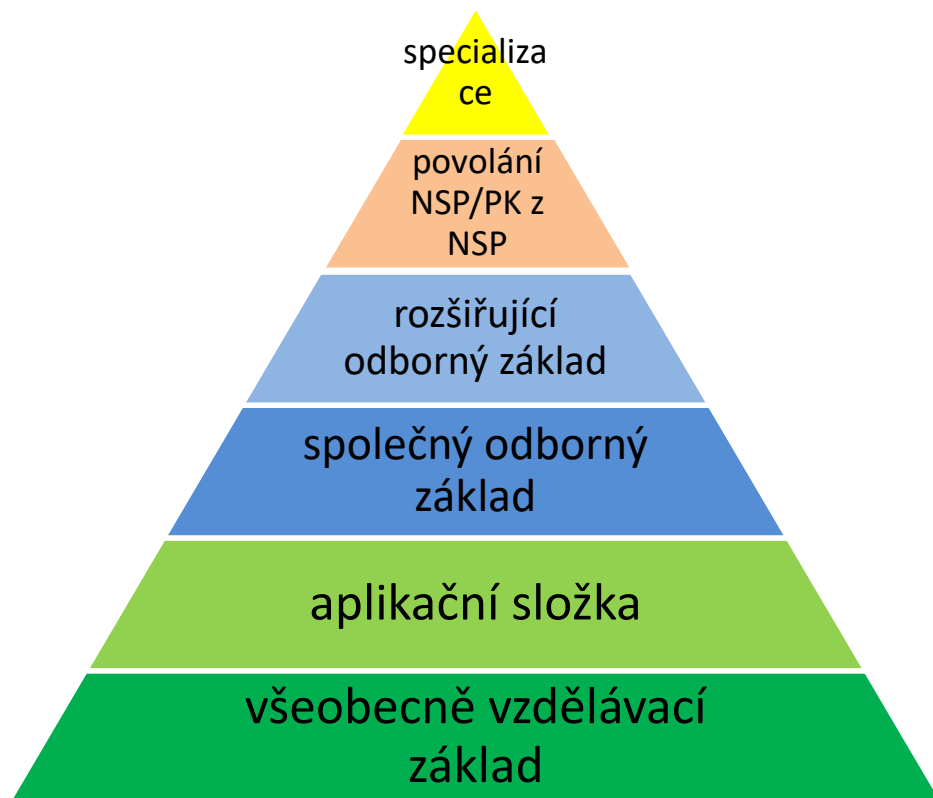 specializa
ce
povolání
NSP/PK z
NSP
rozšiřující
odborný základ
společný odborný
základ
aplikační složka
všeobecně vzdělávací
základ